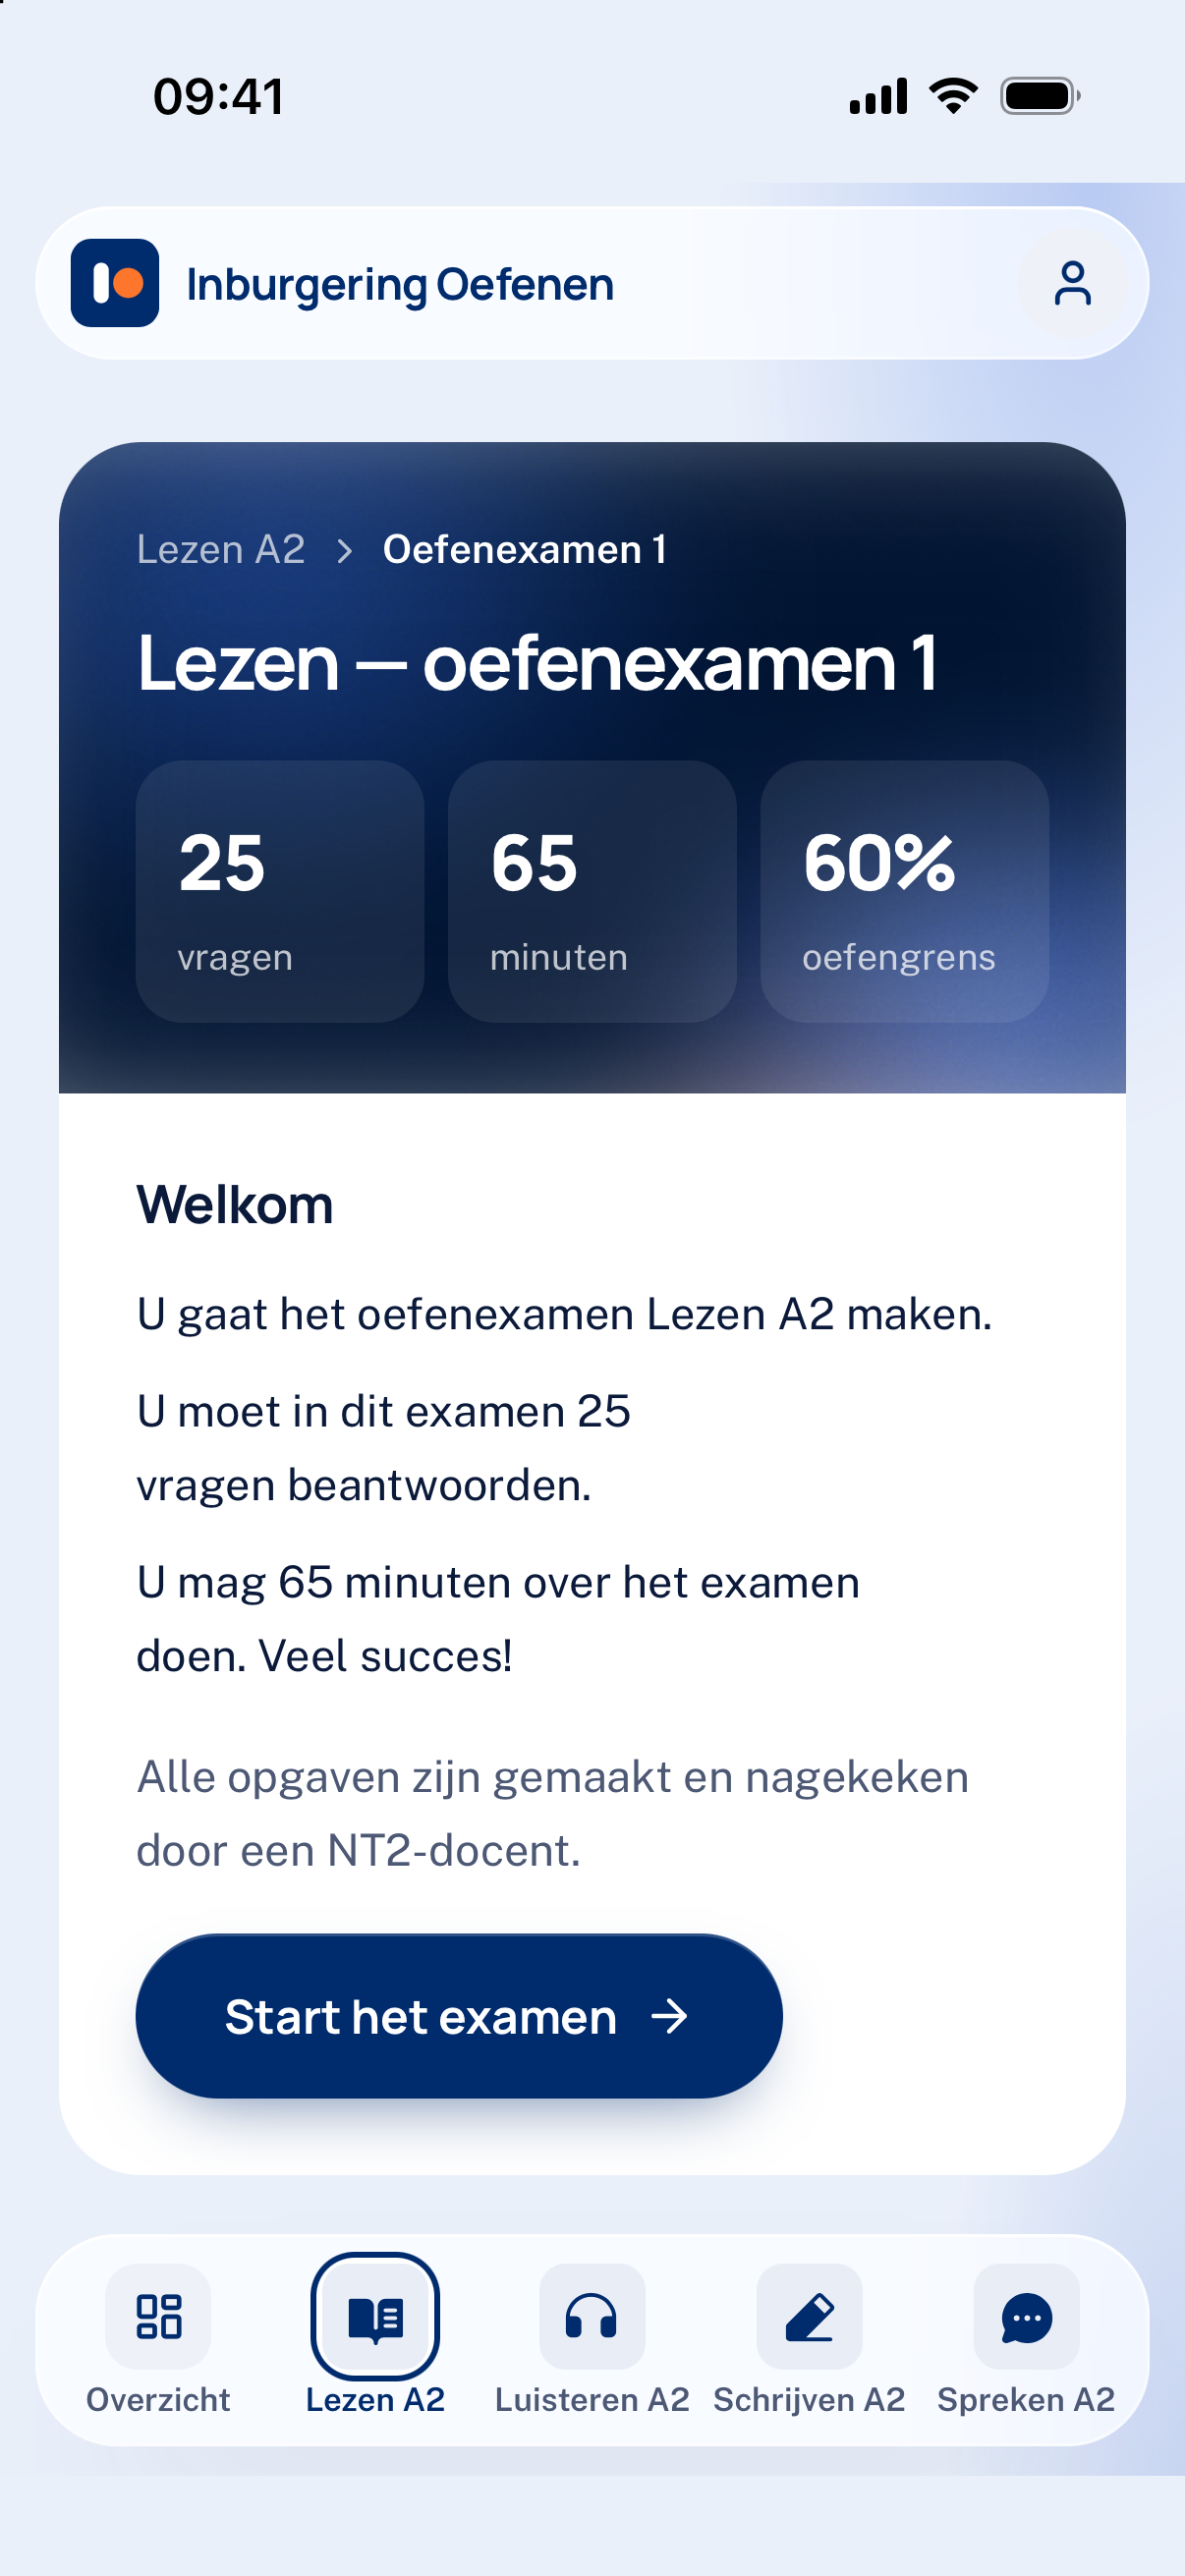 09:41
Inburgering Oefenen
Lezen A2 > Oefenexamen 1
Lezen — oefenexamen 1
25
vragen
65
minuten
60%
oefengrens
Welkom
U gaat het oefenexamen Lezen A2 maken.
U moet in dit examen 25
vragen beantwoorden.
U mag 65 minuten over het examen
doen. Veel succes!
Alle opgaven zijn gemaakt en nagekeken
door een NT2-docent.
Start het examen →
Overzicht
Lezen A2
Luisteren A2
Schrijven A2
Spreken A2